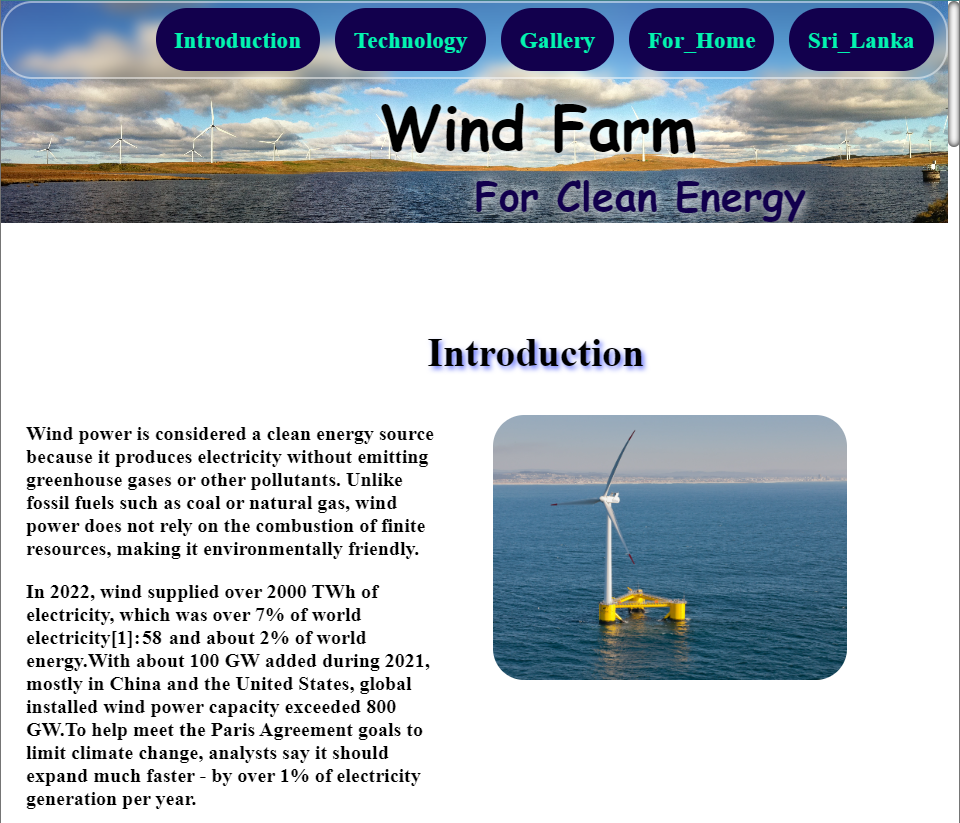 Introduction Technology Gallery For_Home Sri_Lanka
Wind Farm
For Clean Energy
Introduction
Wind power is considered a clean energy source
because it produces electricity without emitting
greenhouse gases or other pollutants. Unlike
fossil fuels such as coal or natural gas, wind
power does not rely on the combustion of finite
resources, making it environmentally friendly.
In 2022, wind supplied over 2000 TWh of
electricity, which was over 7% of world
electricity[1]:58 and about 2% of world
energy.With about 100 GW added during 2021,
mostly in China and the United States, global
installed wind power capacity exceeded 800
GW.To help meet the Paris Agreement goals to
limit climate change, analysts say it should
expand much faster - by over 1% of electricity
generation per year.